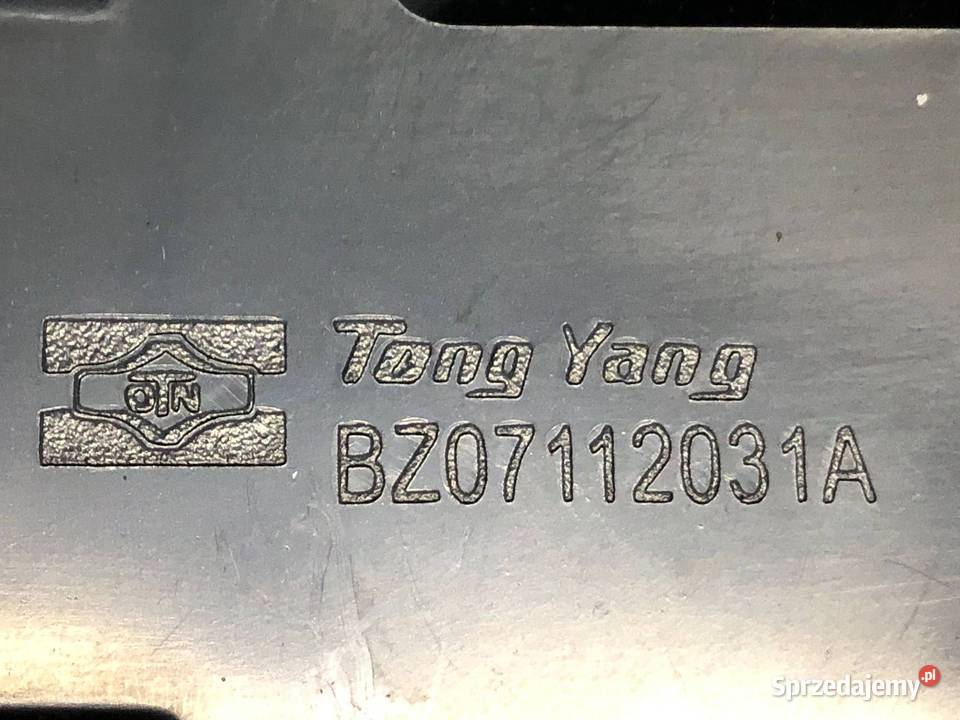 Tong Yang
BZ07112031A
Sprzedajemy.pl